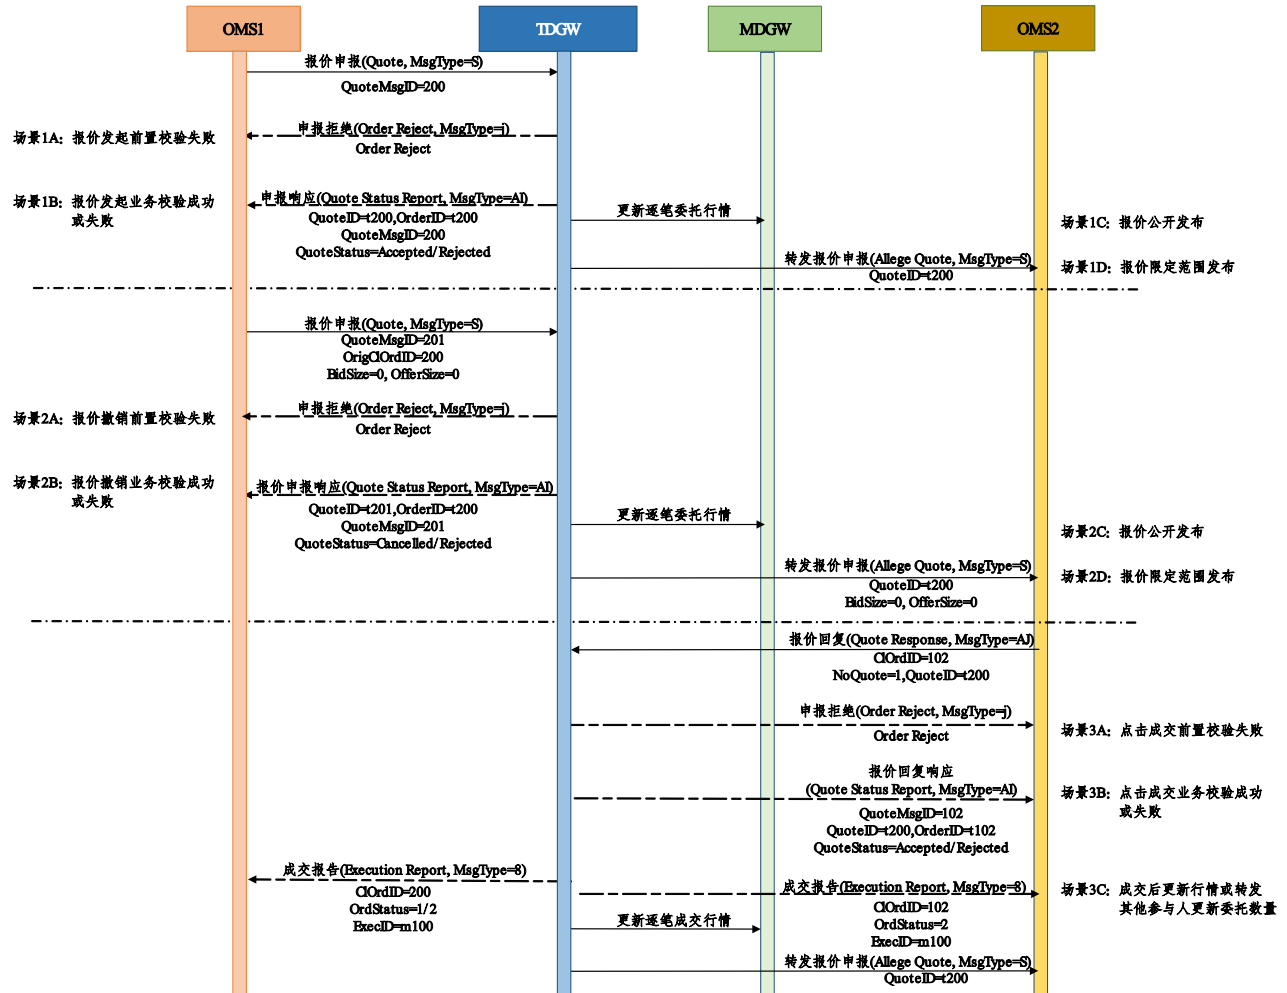 OMS1
TDGW
MDGW
OMS2
报价申报(Quote, MsgType=S)
QuoteMsgID=200
场景1A：报价发起前置校验失败
申报拒绝(Order Reject, MsgType=j)
Order Reject
场景1B：报价发起业务校验成功
或失败
申报响应(Quote Status Report, MsgType=AI)
QuoteID=t200,OrderID=t200
QuoteMsgID=200
QuoteStatus=Accepted/Rejected
更新逐笔委托行情
场景1C：报价公开发布
转发报价申报(Allege Quote, MsgType=S)
QuoteID=t200
场景1D：报价限定范围发布
报价申报(Quote, MsgType=S)
QuoteMsgID=201
OrigClOrdID=200
BidSize=0, OfferSize=0
场景2A：报价撤销前置校验失败
申报拒绝(Order Reject, MsgType=j)
Order Reject
场景2B：报价撤销业务校验成功
或失败
报价申报响应(Quote Status Report, MsgType=AI)
QuoteID=t201,OrderID=t200
QuoteMsgID=201
QuoteStatus=Cancelled/Rejected
更新逐笔委托行情
场景2C：报价公开发布
转发报价申报(Allege Quote, MsgType=S)
QuoteID=t200
BidSize=0, OfferSize=0
场景2D：报价限定范围发布
报价回复(Quote Response, MsgType=AJ)
ClOrdID=102
NoQuote=1,QuoteID=t200
申报拒绝(Order Reject, MsgType=j)
Order Reject
场景3A：点击成交前置校验失败
报价回复响应
(Quote Status Report, MsgType=AI)
QuoteMsgID=102
QuoteID=t200,OrderID=t102
QuoteStatus=Accepted/Rejected
场景3B：点击成交业务校验成功
或失败
成交报告(Execution Report, MsgType=8)
ClOrdID=200
OrdStatus=1/2
ExecID=m100
成交报告(Execution Report, MsgType=8)
ClOrdID=102
OrdStatus=2
ExecID=m100
场景3C：成交后更新行情或转发
其他参与人更新委托数量
更新逐笔成交行情
转发报价申报(Allege Quote, MsgType=S)
QuoteID=t200